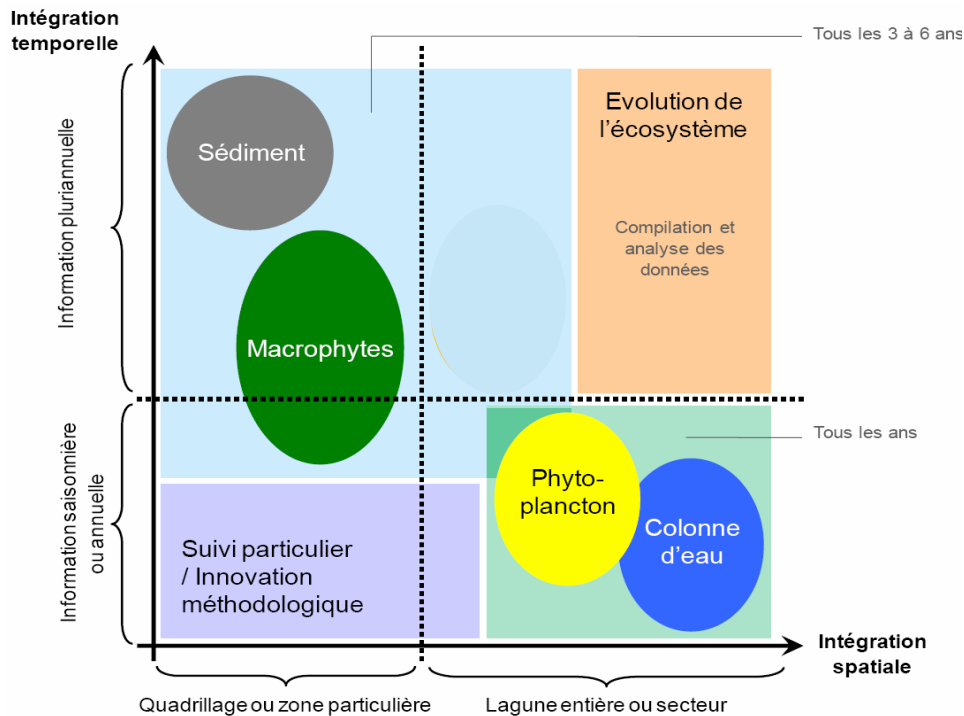 Intégration
temporelle
Tous les 3 à 6 ans
Information pluriannuelle
Sédiment
Evolution de
l'écosystème
Compilation et
analyse des
données
Macrophytes
Tous les ans
Information saisonnière
ou annuelle
Phyto-
plancton
Colonne
d'eau
Suivi particulier
/ Innovation
méthodologique
Intégration
spatiale
Quadrillage ou zone particulière
Lagune entière ou secteur